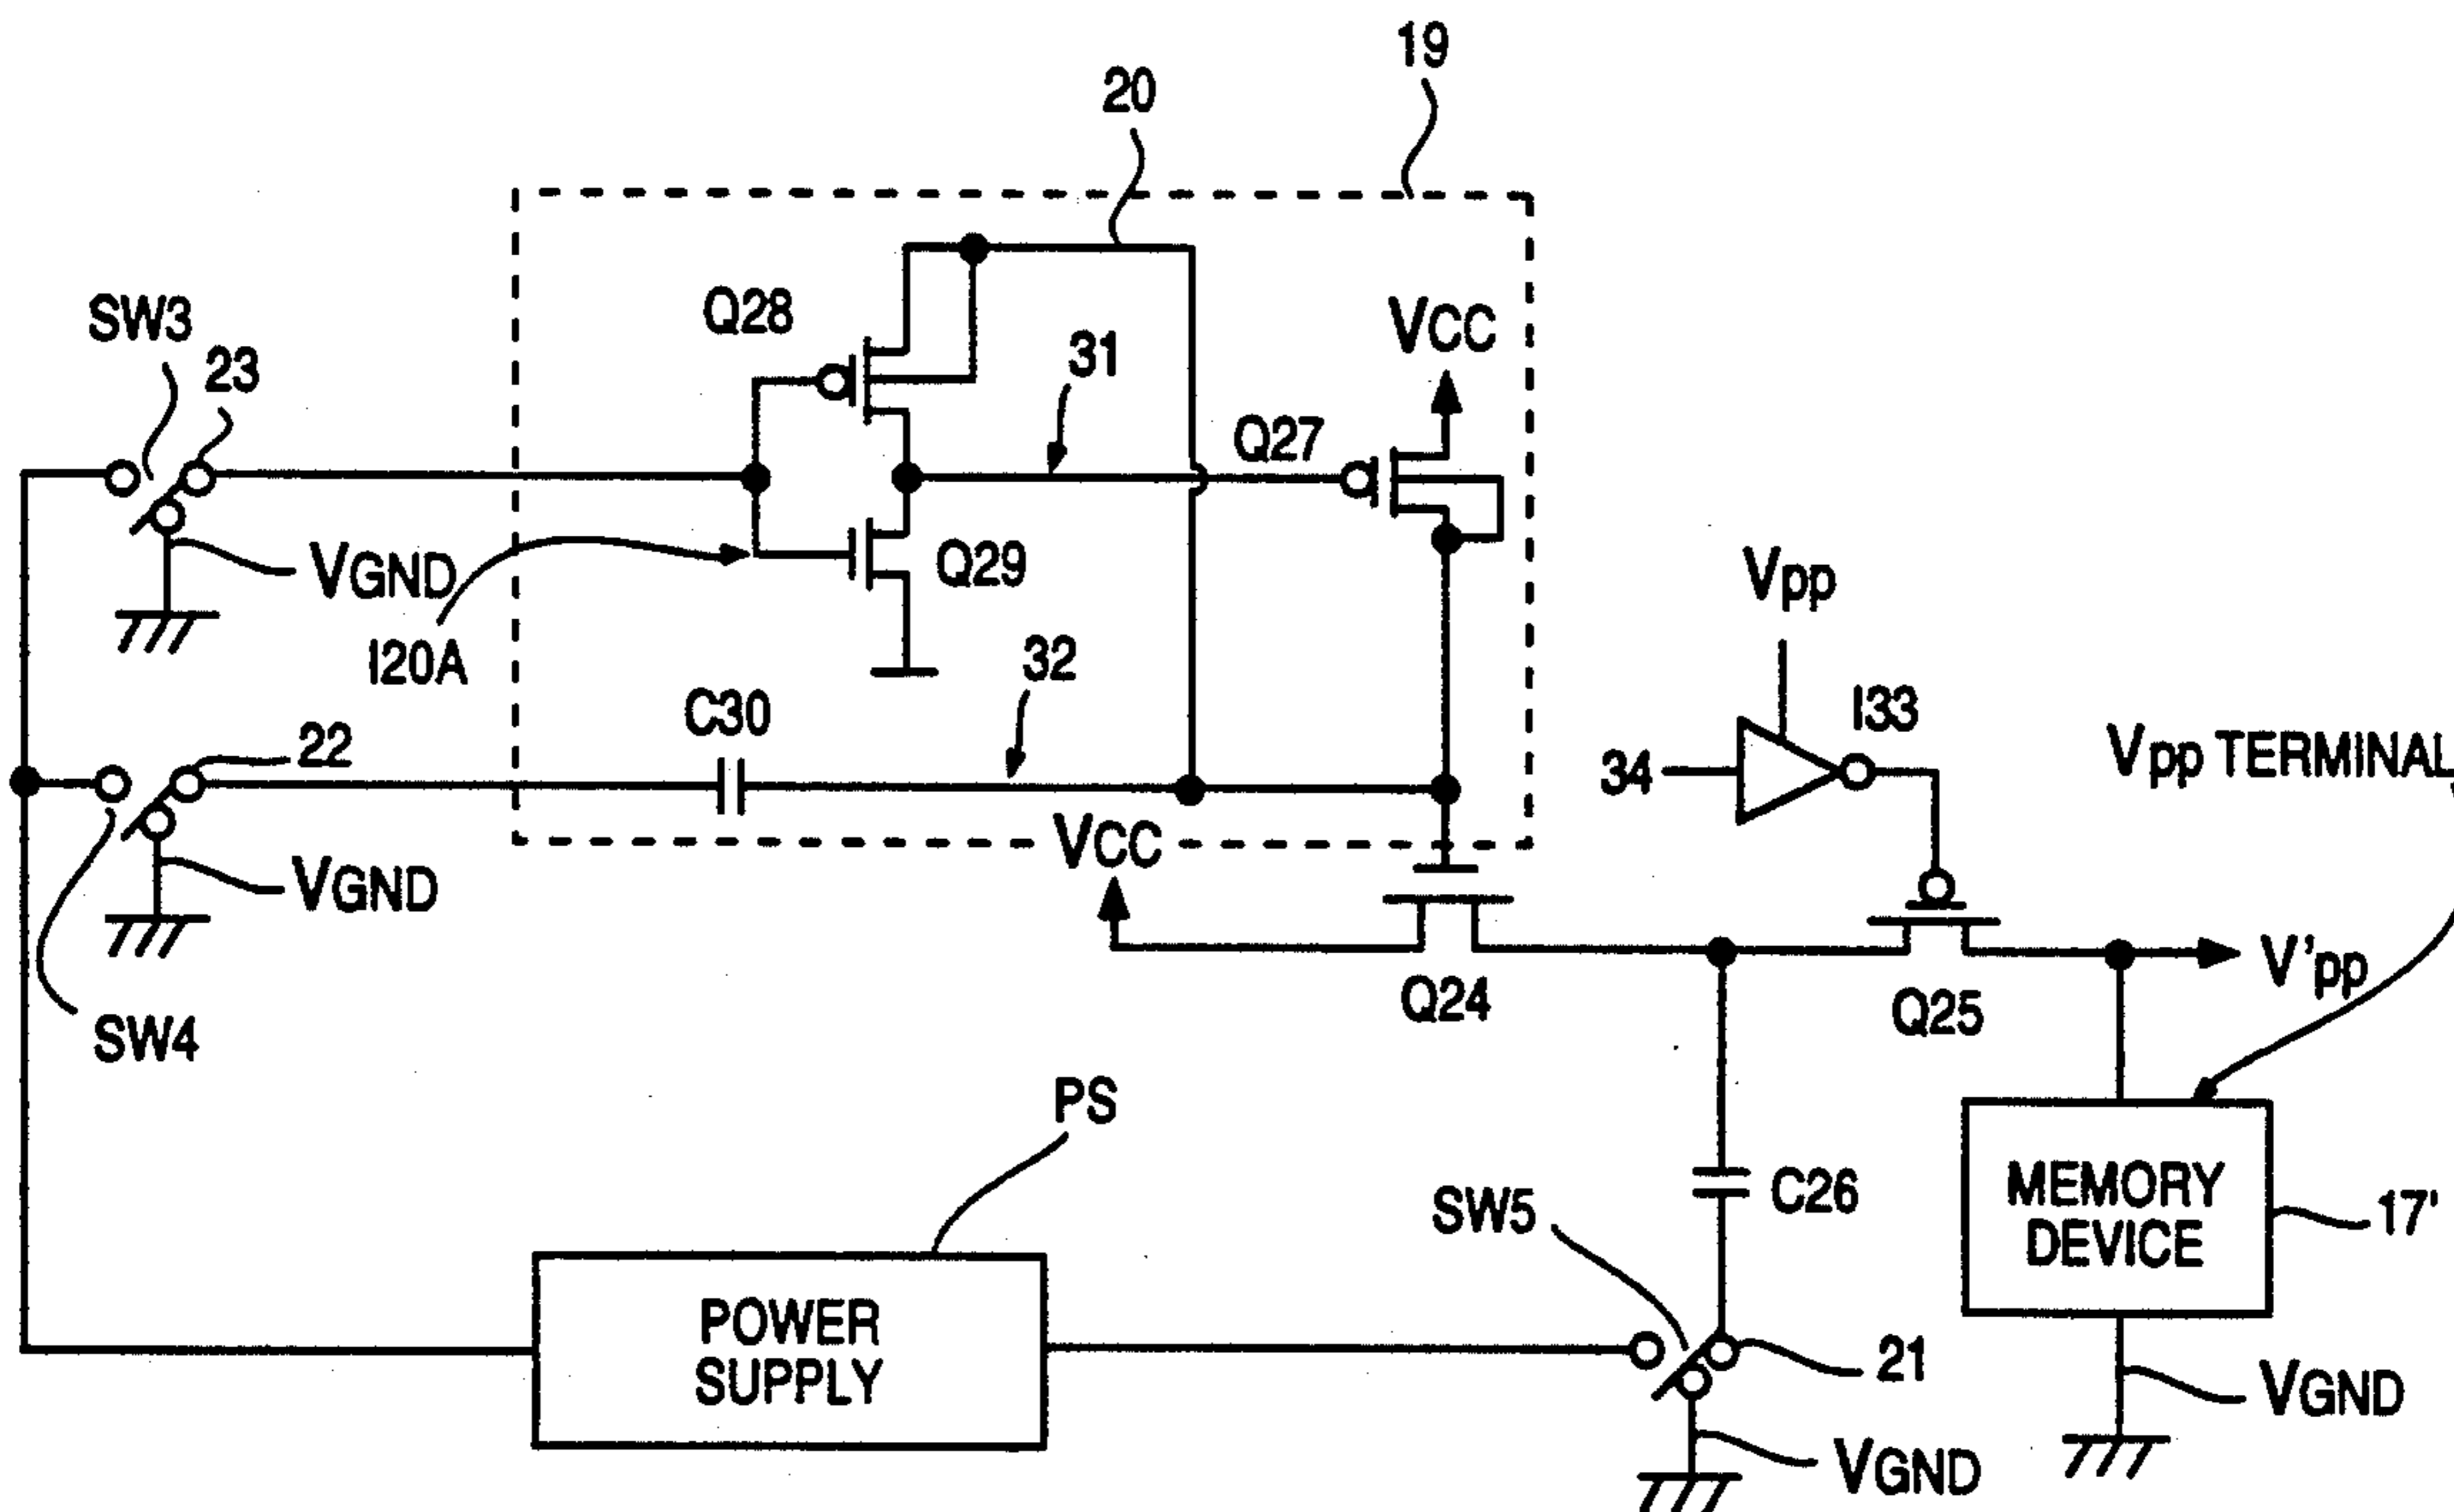 19
20
SW3
23
Q28
31
VCC
Q27
VGND
Q29
I20A
32
Vpp
C30
I33
22
34
Vpp TERMINAL
VCC
VGND
SW4
Q24
Q25
V'pp
PS
SW5
C26
MEMORY
DEVICE
17'
POWER
SUPPLY
21
VGND
VGND